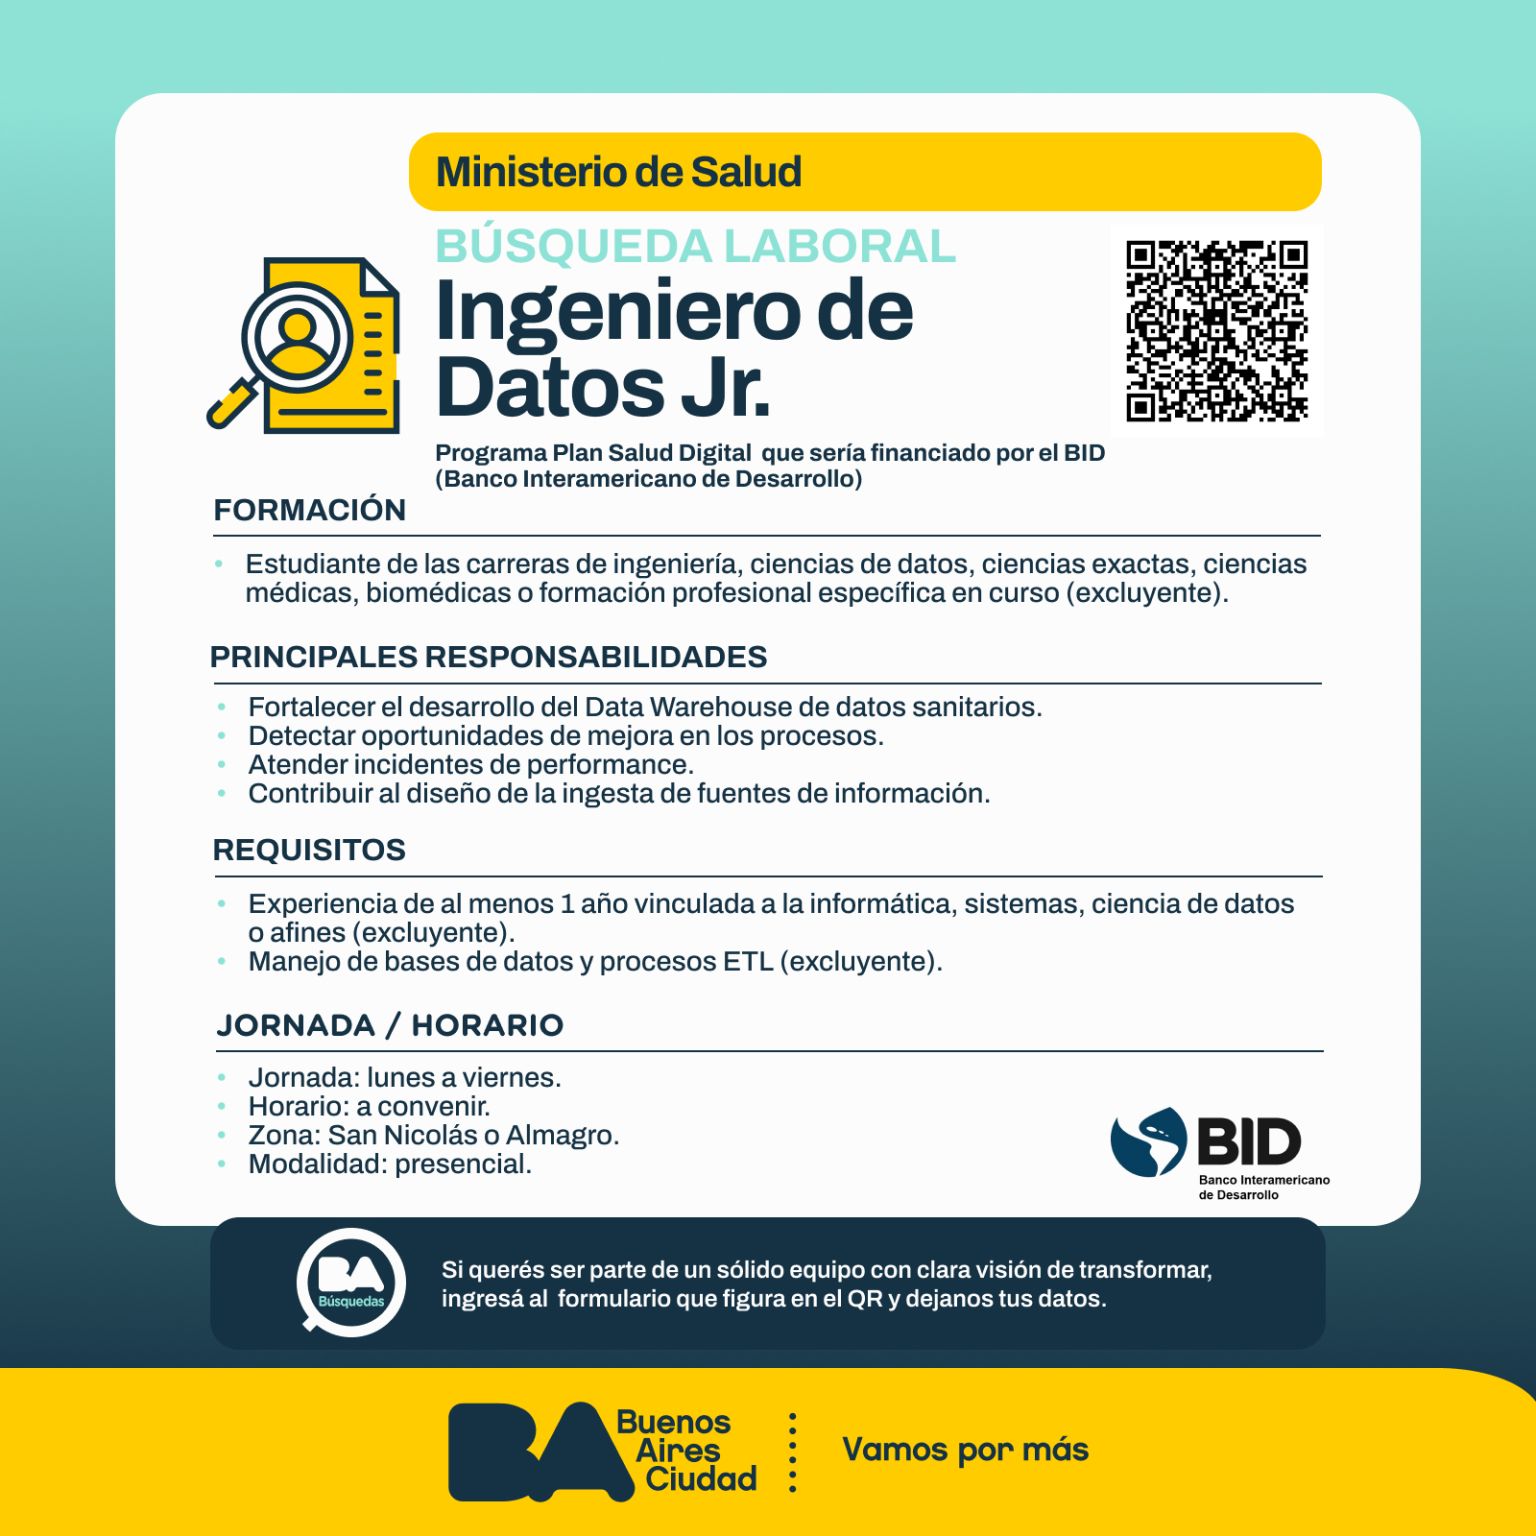 Ministerio de Salud
BÚSQUEDA LABORAL
Ingeniero de
Datos Jr.
Programa Plan Salud Digital que sería financiado por el BID
(Banco Interamericano de Desarrollo)
FORMACIÓN
• Estudiante de las carreras de ingeniería, ciencias de datos, ciencias exactas, ciencias
médicas, biomédicas o formación profesional específica en curso (excluyente).
PRINCIPALES RESPONSABILIDADES
• Fortalecer el desarrollo del Data Warehouse de datos sanitarios.
• Detectar oportunidades de mejora en los procesos.
• Atender incidentes de performance.
• Contribuir al diseño de la ingesta de fuentes de información.
REQUISITOS
• Experiencia de al menos 1 año vinculada a la informática, sistemas, ciencia de datos
o afines (excluyente).
• Manejo de bases de datos y procesos ETL (excluyente).
JORNADA / HORARIO
• Jornada: lunes a viernes.
• Horario: a convenir.
• Zona: San Nicolás o Almagro.
• Modalidad: presencial.
BID
Banco Interamericano
de Desarrollo
BA
Búsquedas
Si querés ser parte de un sólido equipo con clara visión de transformar,
ingresá al formulario que figura en el QR y dejanos tus datos.
BA
Buenos
Aires
Ciudad
Vamos por más